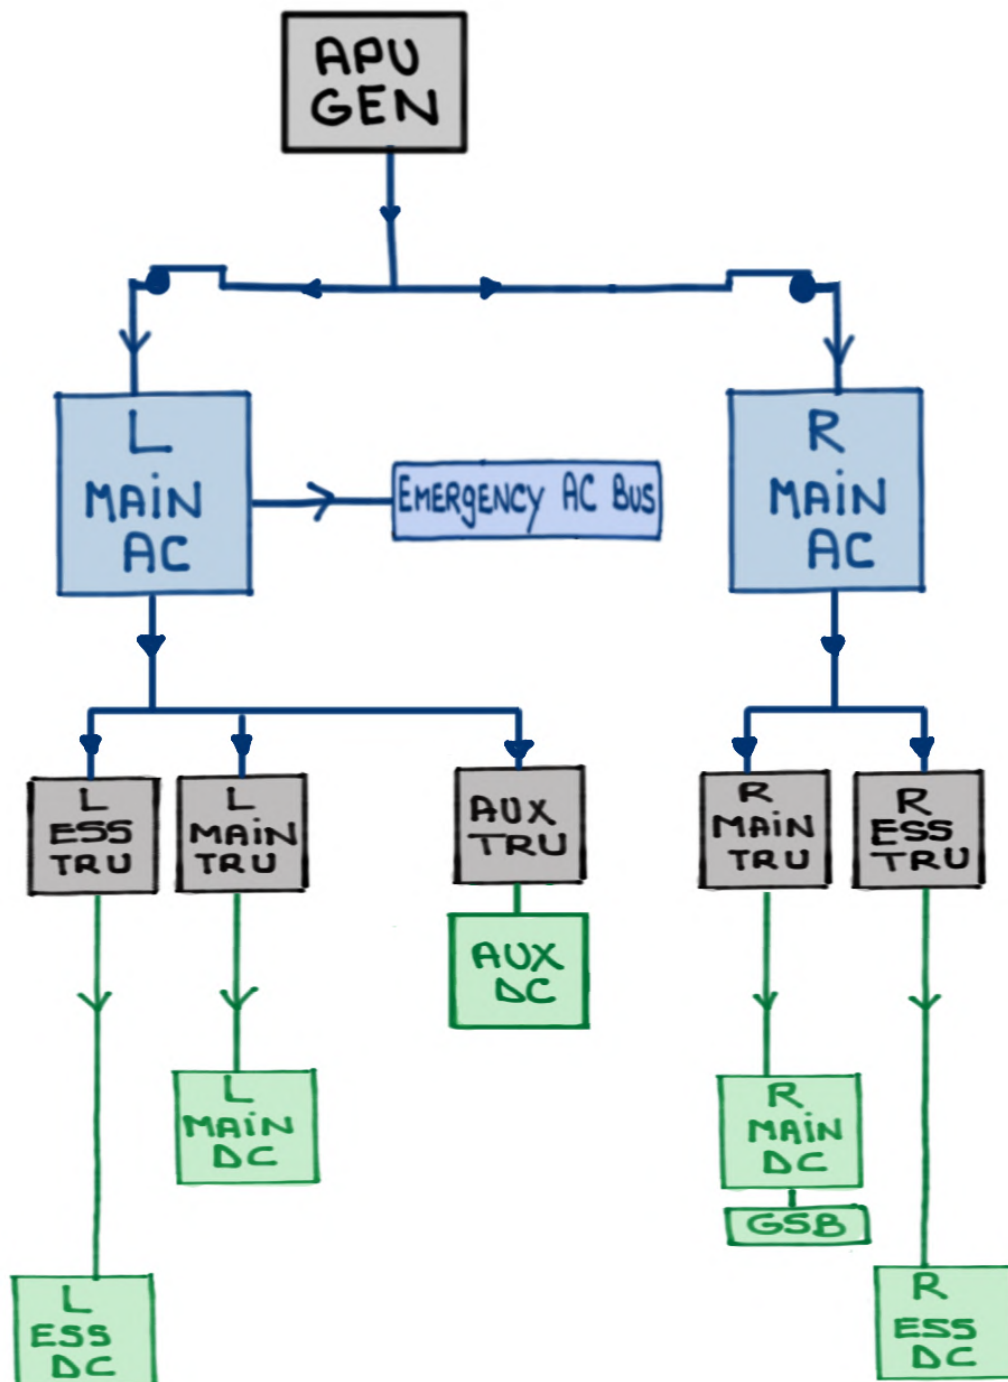 APU
GEN
L
MAiN
AC
EMERgENCY AC BUS
R
MAiN
AC
L
ESS
TRU
L
MAiN
TRU
AUX
TRU
R
MAiN
TRU
R
ESS
TRU
AUX
DC
L
MAiN
DC
R
MAiN
DC
GSB
L
ESS
DC
R
ESS
DC